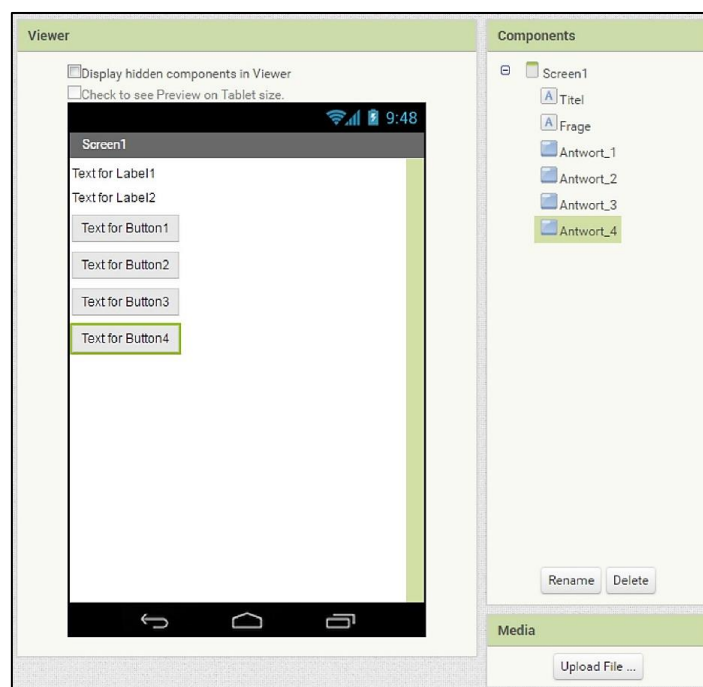 Viewer
Display hidden components in Viewer
Check to see Preview on Tablet size.
9:48
Screen1
Text for Label1
Text for Label2
Text for Button1
Text for Button2
Text for Button3
Text for Button4
Components
Screen1
A Titel
A Frage
Antwort_1
Antwort_2
Antwort_3
Antwort_4
Rename Delete
Media
Upload File ...